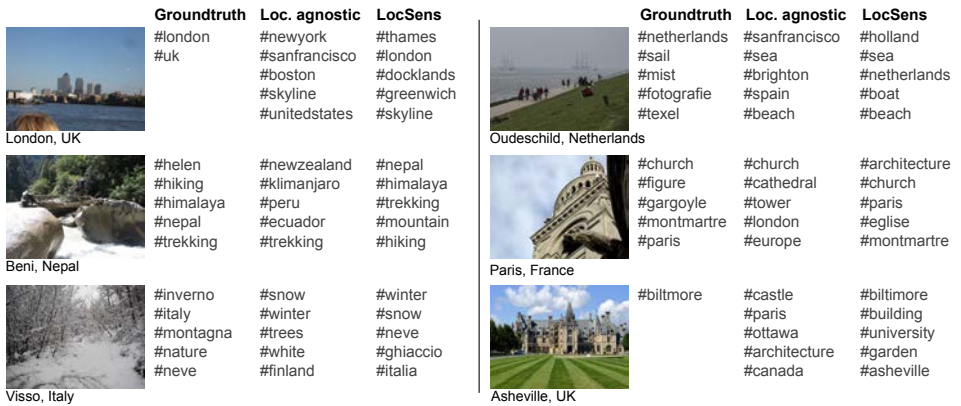 Groundtruth Loc. agnostic LocSens
#london #newyork #thames
#uk #sanfrancisco #london
#boston #docklands
#skyline #greenwich
#unitedstates #skyline
London, UK
#helen #newzealand #nepal
#hiking #klimanjaro #himalaya
#himalaya #peru #trekking
#nepal #ecuador #mountain
#trekking #trekking #hiking
Beni, Nepal
#inverno #snow #winter
#italy #winter #snow
#montagna #trees #neve
#nature #white #ghiaccio
#neve #finland #italia
Visso, Italy
Groundtruth Loc. agnostic LocSens
#netherlands #sanfrancisco #holland
#sail #sea #sea
#mist #brighton #netherlands
#fotografie #spain #boat
#texel #beach #beach
Oudeschild, Netherlands
#church #church #architecture
#figure #cathedral #church
#gargoyle #tower #paris
#montmartre #london #eglise
#paris #europe #montmartre
Paris, France
#biltmore #castle #biltimore
#paris #building
#ottawa #university
#architecture #garden
#canada #asheville
Asheville, UK